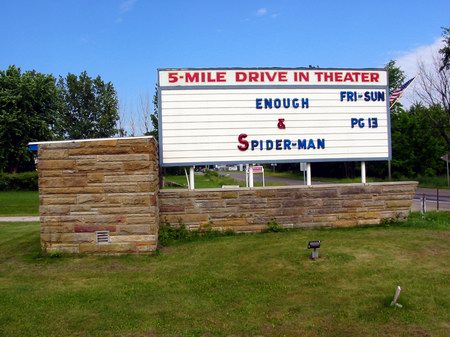 5-MILE DRIVE IN THEATER
ENOUGH FRI-SUN
& PG 13
SPIDER-MAN